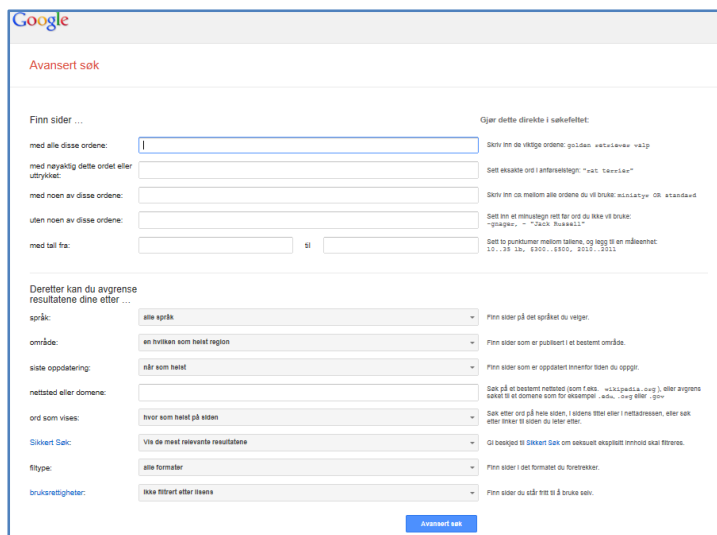 Google
Avansert søk
Finn sider ...
Gjør dette direkte i søkefeltet:
med alle disse ordene:
Skriv inn de viktige ordene: golden retriever valp
med nøyaktig dette ordet eller
uttrykket:
Sett eksakte ord i anførselstegn: "rat terrier"
med noen av disse ordene:
Skriv inn OR mellom alle ordene du vil bruke: miniatyr OR standard
uten noen av disse ordene:
Sett inn et minustegn rett før ord du ikke vil bruke:
-gnager, - "Jack Russell"
med tall fra:
til
Sett to punktumer mellom tallene, og legg til en måleenhet:
10..35 lb, £300..£500, 2010..2011
Deretter kan du avgrense
resultatene dine etter ...
språk:
alle språk
Finn sider på det språket du velger.
område:
en hvilken som helst region
Finn sider som er publisert i et bestemt område.
siste oppdatering:
når som helst
Finn sider som er oppdatert innenfor tiden du oppgir.
nettsted eller domene:
Søk på et bestemt nettsted (som f.eks. wikipedia.org ), eller avgrens
søket til et domene som for eksempel .edu, .org eller .gov
ord som vises:
hvor som helst på siden
Søk etter ord på hele siden, i sidens tittel eller i nettadressen, eller søk
etter linker til siden du leter etter.
Sikkert Søk:
Vis de mest relevante resultatene
Gi beskjed til Sikkert Søk om seksuelt eksplisitt innhold skal filtreres.
filtype:
alle formater
Finn sider i det formatet du foretrekker.
bruksrettigheter:
ikke filtrert etter lisens
Finn sider du står fritt til å bruke selv.
Avansert søk